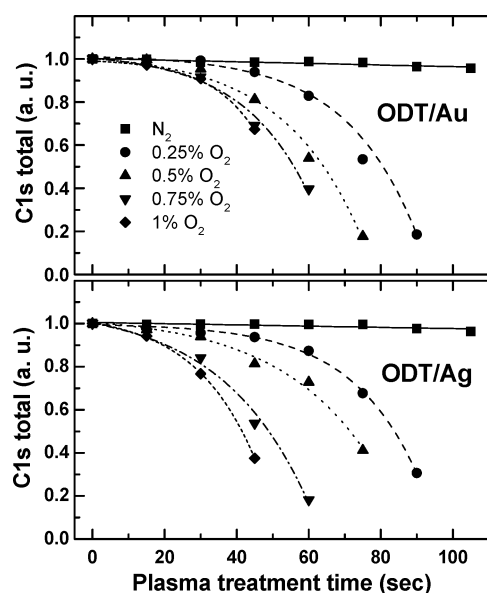 C1s total (a. u.)
1.0
0.8
0.6
0.4
0.2
0.0
ODT/Au
N₂
0.25% O₂
0.5% O₂
0.75% O₂
1% O₂
C1s total (a. u.)
1.0
0.8
0.6
0.4
0.2
0.0
ODT/Ag
0 20 40 60 80 100
Plasma treatment time (sec)